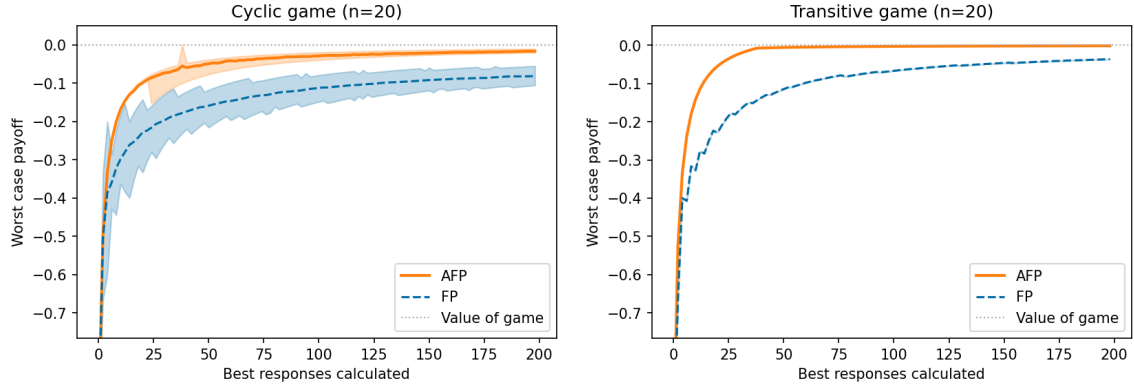 Cyclic game (n=20)
Worst case payoff
0.0
−0.1
−0.2
−0.3
−0.4
−0.5
−0.6
−0.7
AFP
FP
Value of game
0 25 50 75 100 125 150 175 200
Best responses calculated
Transitive game (n=20)
Worst case payoff
0.0
−0.1
−0.2
−0.3
−0.4
−0.5
−0.6
−0.7
AFP
FP
Value of game
0 25 50 75 100 125 150 175 200
Best responses calculated